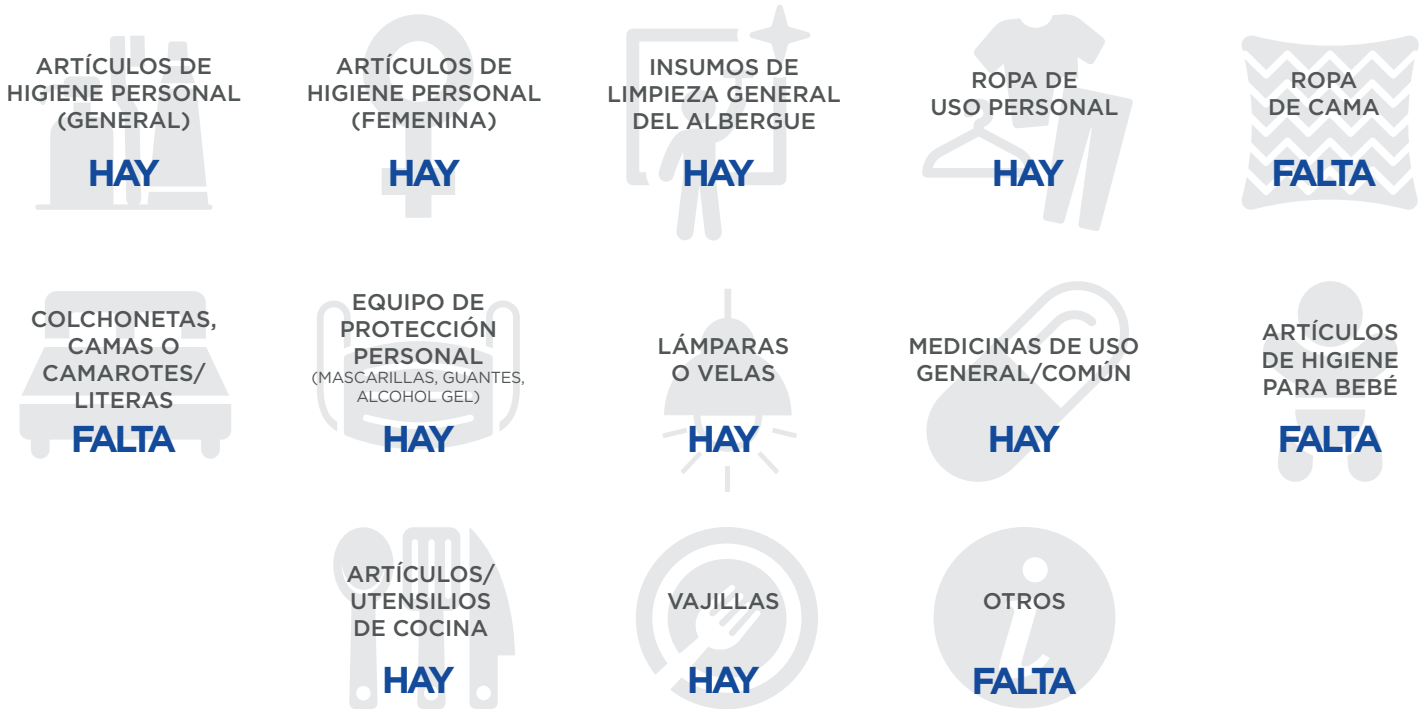 ARTÍCULOS DE
HIGIENE PERSONAL
(GENERAL)
HAY
ARTÍCULOS DE
HIGIENE PERSONAL
(FEMENINA)
HAY
INSUMOS DE
LIMPIEZA GENERAL
DEL ALBERGUE
HAY
ROPA DE
USO PERSONAL
HAY
ROPA
DE CAMA
FALTA
COLCHONETAS,
CAMAS O
CAMAROTES/
LITERAS
FALTA
EQUIPO DE
PROTECCIÓN
PERSONAL
(MASCARILLAS, GUANTES,
ALCOHOL GEL)
HAY
LÁMPARAS
O VELAS
HAY
MEDICINAS DE USO
GENERAL/COMÚN
HAY
ARTÍCULOS
DE HIGIENE
PARA BEBÉ
FALTA
ARTÍCULOS/
UTENSILIOS
DE COCINA
HAY
VAJILLAS
HAY
OTROS
FALTA